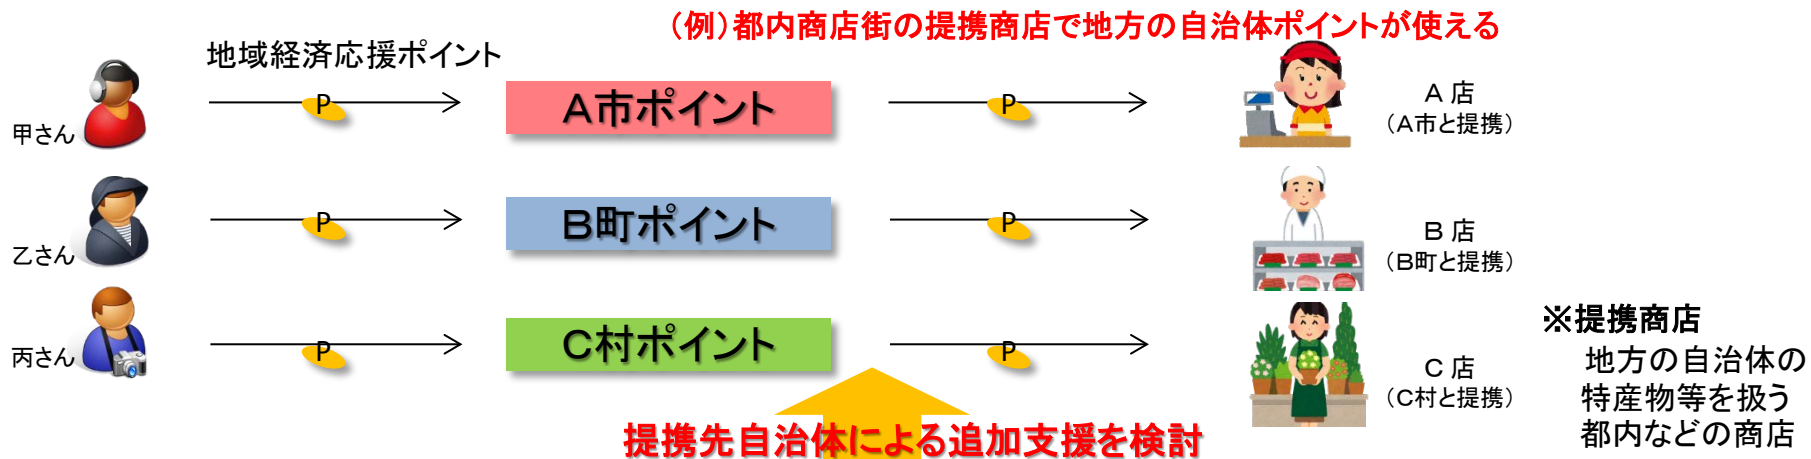 （例）都内商店街の提携商店で地方の自治体ポイントが使える
地域経済応援ポイント
甲さん
P
A市ポイント
P
A 店
（A市と提携）
乙さん
P
B町ポイント
P
B 店
（B町と提携）
丙さん
P
C村ポイント
P
C 店
（C村と提携）
※提携商店
地方の自治体の
特産物等を扱う
都内などの商店
提携先自治体による追加支援を検討